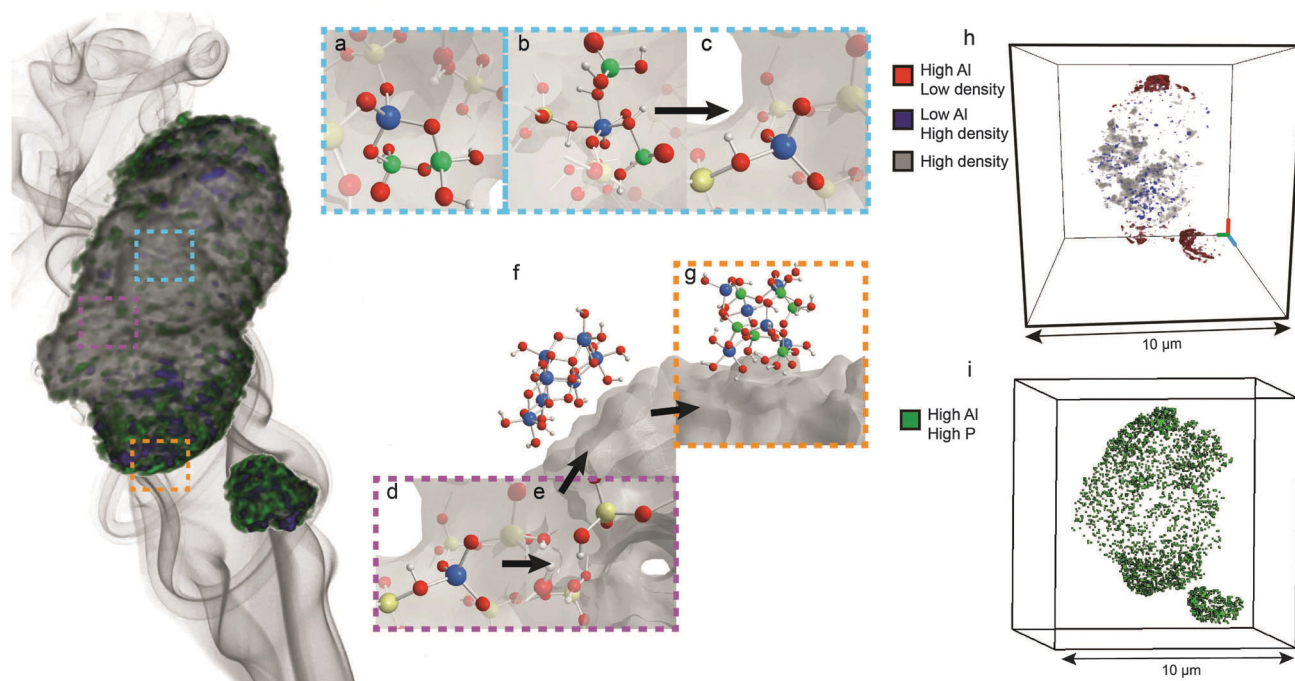 a
b
c
d
e
f
g
h
High Al
Low density
Low Al
High density
High density
10 μm
i
High Al
High P
10 μm